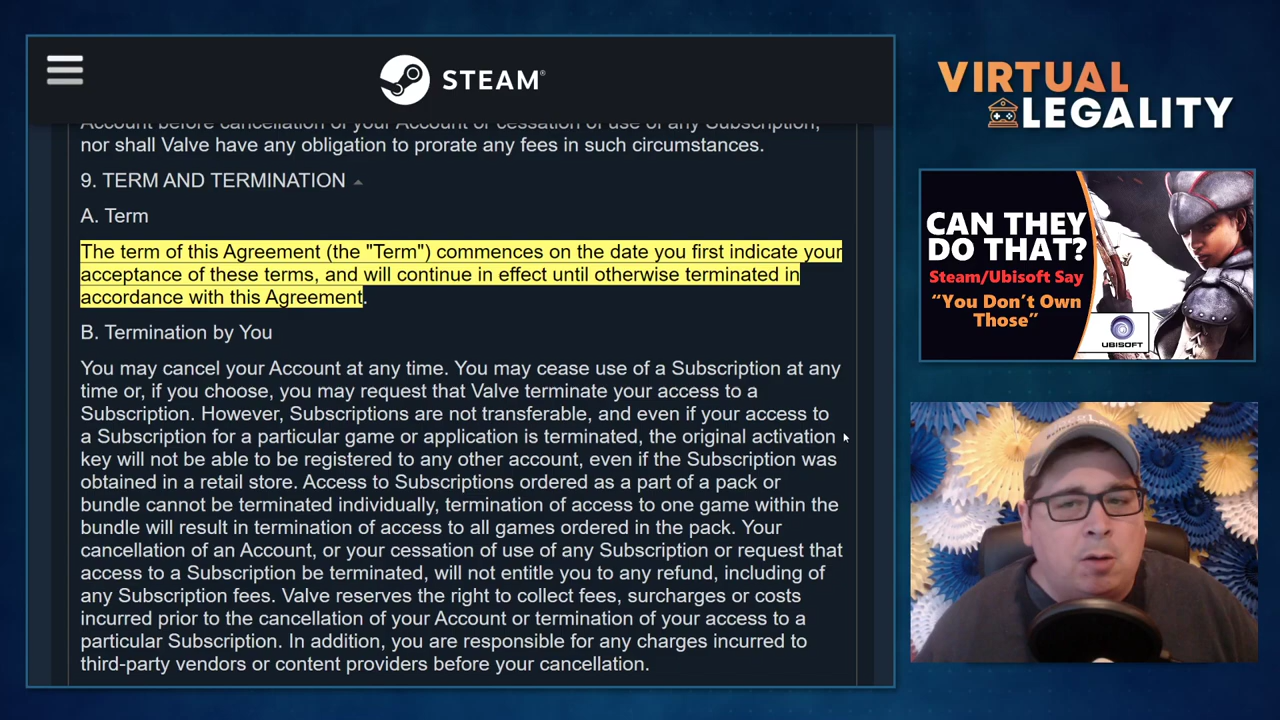 STEAM®
Account before cancellation of your Account or cessation of use of any Subscription,
nor shall Valve have any obligation to prorate any fees in such circumstances.
9. TERM AND TERMINATION
A. Term
The term of this Agreement (the "Term") commences on the date you first indicate your
acceptance of these terms, and will continue in effect until otherwise terminated in
accordance with this Agreement.
B. Termination by You
You may cancel your Account at any time. You may cease use of a Subscription at any
time or, if you choose, you may request that Valve terminate your access to a
Subscription. However, Subscriptions are not transferable, and even if your access to
a Subscription for a particular game or application is terminated, the original activation
key will not be able to be registered to any other account, even if the Subscription was
obtained in a retail store. Access to Subscriptions ordered as a part of a pack or
bundle cannot be terminated individually, termination of access to one game within the
bundle will result in termination of access to all games ordered in the pack. Your
cancellation of an Account, or your cessation of use of any Subscription or request that
access to a Subscription be terminated, will not entitle you to any refund, including of
any Subscription fees. Valve reserves the right to collect fees, surcharges or costs
incurred prior to the cancellation of your Account or termination of your access to a
particular Subscription. In addition, you are responsible for any charges incurred to
third-party vendors or content providers before your cancellation.
VIRTUAL
LEGALITY
CAN THEY
DO THAT?
Steam/Ubisoft Say
“You Don’t Own
Those”
UBISOFT